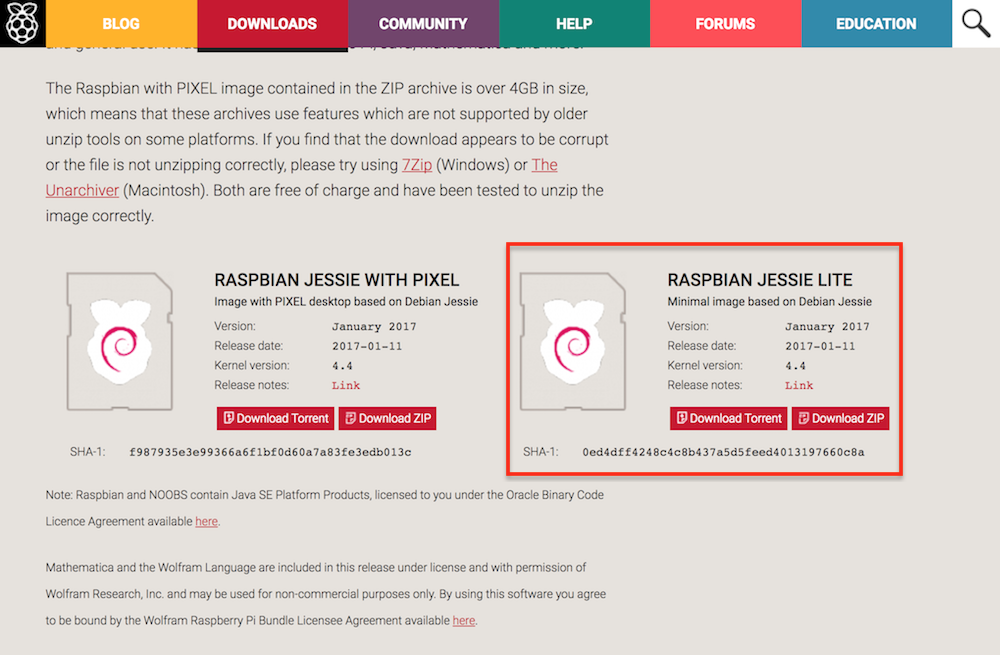 BLOG DOWNLOADS COMMUNITY HELP FORUMS EDUCATION
The Raspbian with PIXEL image contained in the ZIP archive is over 4GB in size,
which means that these archives use features which are not supported by older
unzip tools on some platforms. If you find that the download appears to be corrupt
or the file is not unzipping correctly, please try using 7Zip (Windows) or The
Unarchiver (Macintosh). Both are free of charge and have been tested to unzip the
image correctly.
RASPBIAN JESSIE WITH PIXEL
Image with PIXEL desktop based on Debian Jessie
Version: January 2017
Release date: 2017-01-11
Kernel version: 4.4
Release notes: Link
Download Torrent Download ZIP
SHA-1: f987935e3e99366a6f1bf0d60a7a83fe3edb013c
RASPBIAN JESSIE LITE
Minimal image based on Debian Jessie
Version: January 2017
Release date: 2017-01-11
Kernel version: 4.4
Release notes: Link
Download Torrent Download ZIP
SHA-1: 0ed4dff4248c4c8b437a5d5feed4013197660c8a
Note: Raspbian and NOOBS contain Java SE Platform Products, licensed to you under the Oracle Binary Code
Licence Agreement available here.
Mathematica and the Wolfram Language are included in this release under license and with permission of
Wolfram Research, Inc. and may be used for non-commercial purposes only. By using this software you agree
to be bound by the Wolfram Raspberry Pi Bundle Licensee Agreement available here.